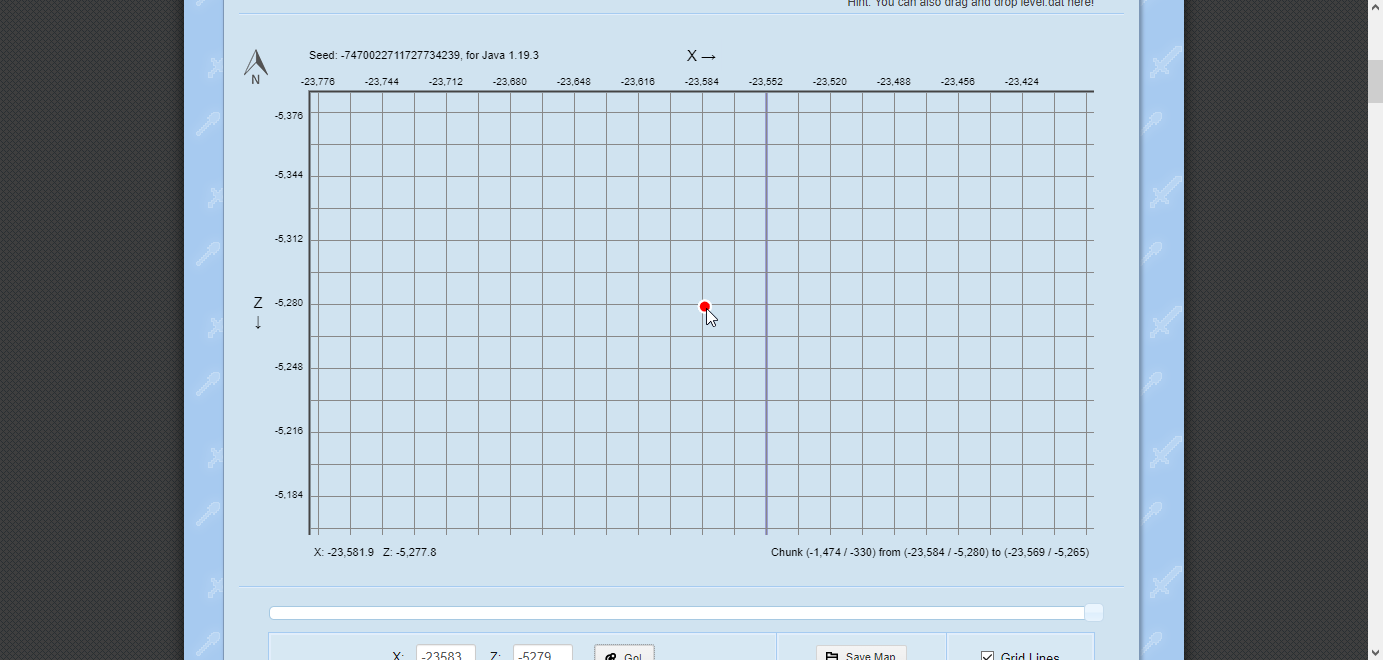 Hint: You can also drag and drop level.dat here!
Seed: -7470022711727734239, for Java 1.19.3
X →
N
-23,776 -23,744 -23,712 -23,680 -23,648 -23,616 -23,584 -23,552 -23,520 -23,488 -23,456 -23,424
-5,376
-5,344
-5,312
Z -5,280
↓
-5,248
-5,216
-5,184
X: -23,581.9 Z: -5,277.8
Chunk (-1,474 / -330) from (-23,584 / -5,280) to (-23,569 / -5,265)
X: -23583 Z: -5279 Go! Save Map Grid Lines